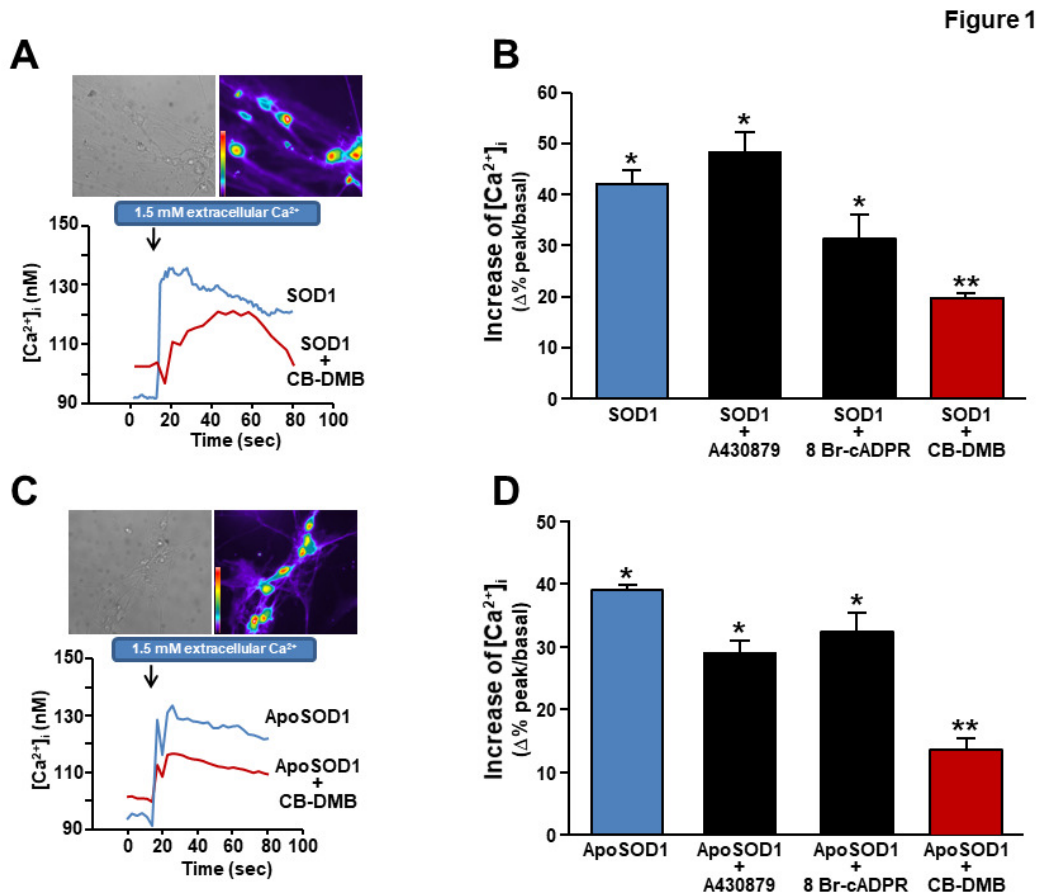 Figure 1
A
1.5 mM extracellular Ca²⁺
[Ca²⁺]ᵢ (nM)
150
130
110
90
SOD1
SOD1
+
CB-DMB
0 20 40 60 80 100
Time (sec)
B
Increase of [Ca²⁺]ᵢ
(Δ% peak/basal)
60
50
40
30
20
10
0
*
*
*
**
SOD1 SOD1 SOD1 SOD1
+ + +
A430879 8 Br-cADPR CB-DMB
C
1.5 mM extracellular Ca²⁺
[Ca²⁺]ᵢ (nM)
150
130
110
90
ApoSOD1
ApoSOD1
+
CB-DMB
0 20 40 60 80 100
Time (sec)
D
Increase of [Ca²⁺]ᵢ
(Δ% peak/basal)
50
40
30
20
10
0
*
*
*
**
ApoSOD1 ApoSOD1 ApoSOD1 ApoSOD1
+ + +
A430879 8 Br-cADPR CB-DMB